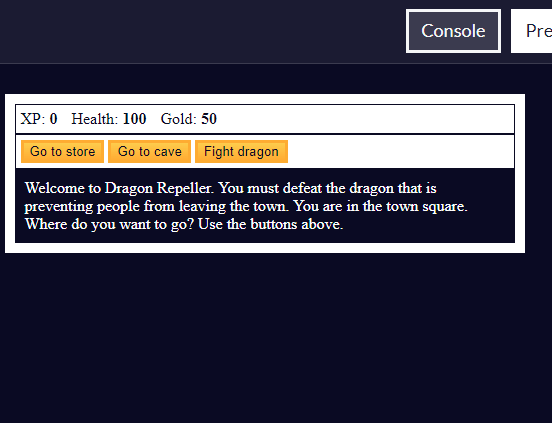 Console Pre
XP: 0 Health: 100 Gold: 50
Go to store Go to cave Fight dragon
Welcome to Dragon Repeller. You must defeat the dragon that is
preventing people from leaving the town. You are in the town square.
Where do you want to go? Use the buttons above.